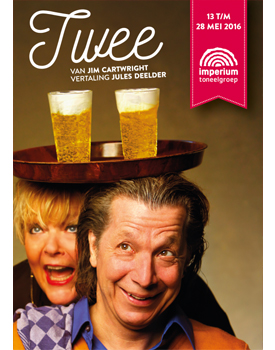 Twee
VAN JIM CARTWRIGHT
VERTALING JULES DEELDER
13 T/M
28 MEI 2016
imperium
toneelgroep